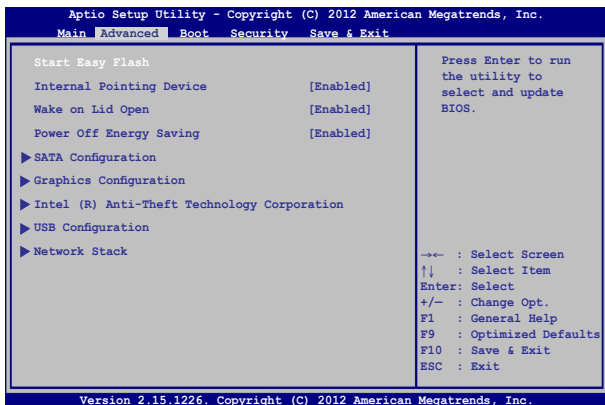 Aptio Setup Utility - Copyright (C) 2012 American Megatrends, Inc.
Main Advanced Boot Security Save & Exit
Start Easy Flash
Internal Pointing Device [Enabled]
Wake on Lid Open [Enabled]
Power Off Energy Saving [Enabled]
SATA Configuration
Graphics Configuration
Intel (R) Anti-Theft Technology Corporation
USB Configuration
Network Stack
Press Enter to run
the utility to
select and update
BIOS.
→← : Select Screen
↑↓ : Select Item
Enter: Select
+/— : Change Opt.
F1 : General Help
F9 : Optimized Defaults
F10 : Save & Exit
ESC : Exit
Version 2.15.1226. Copyright (C) 2012 American Megatrends, Inc.